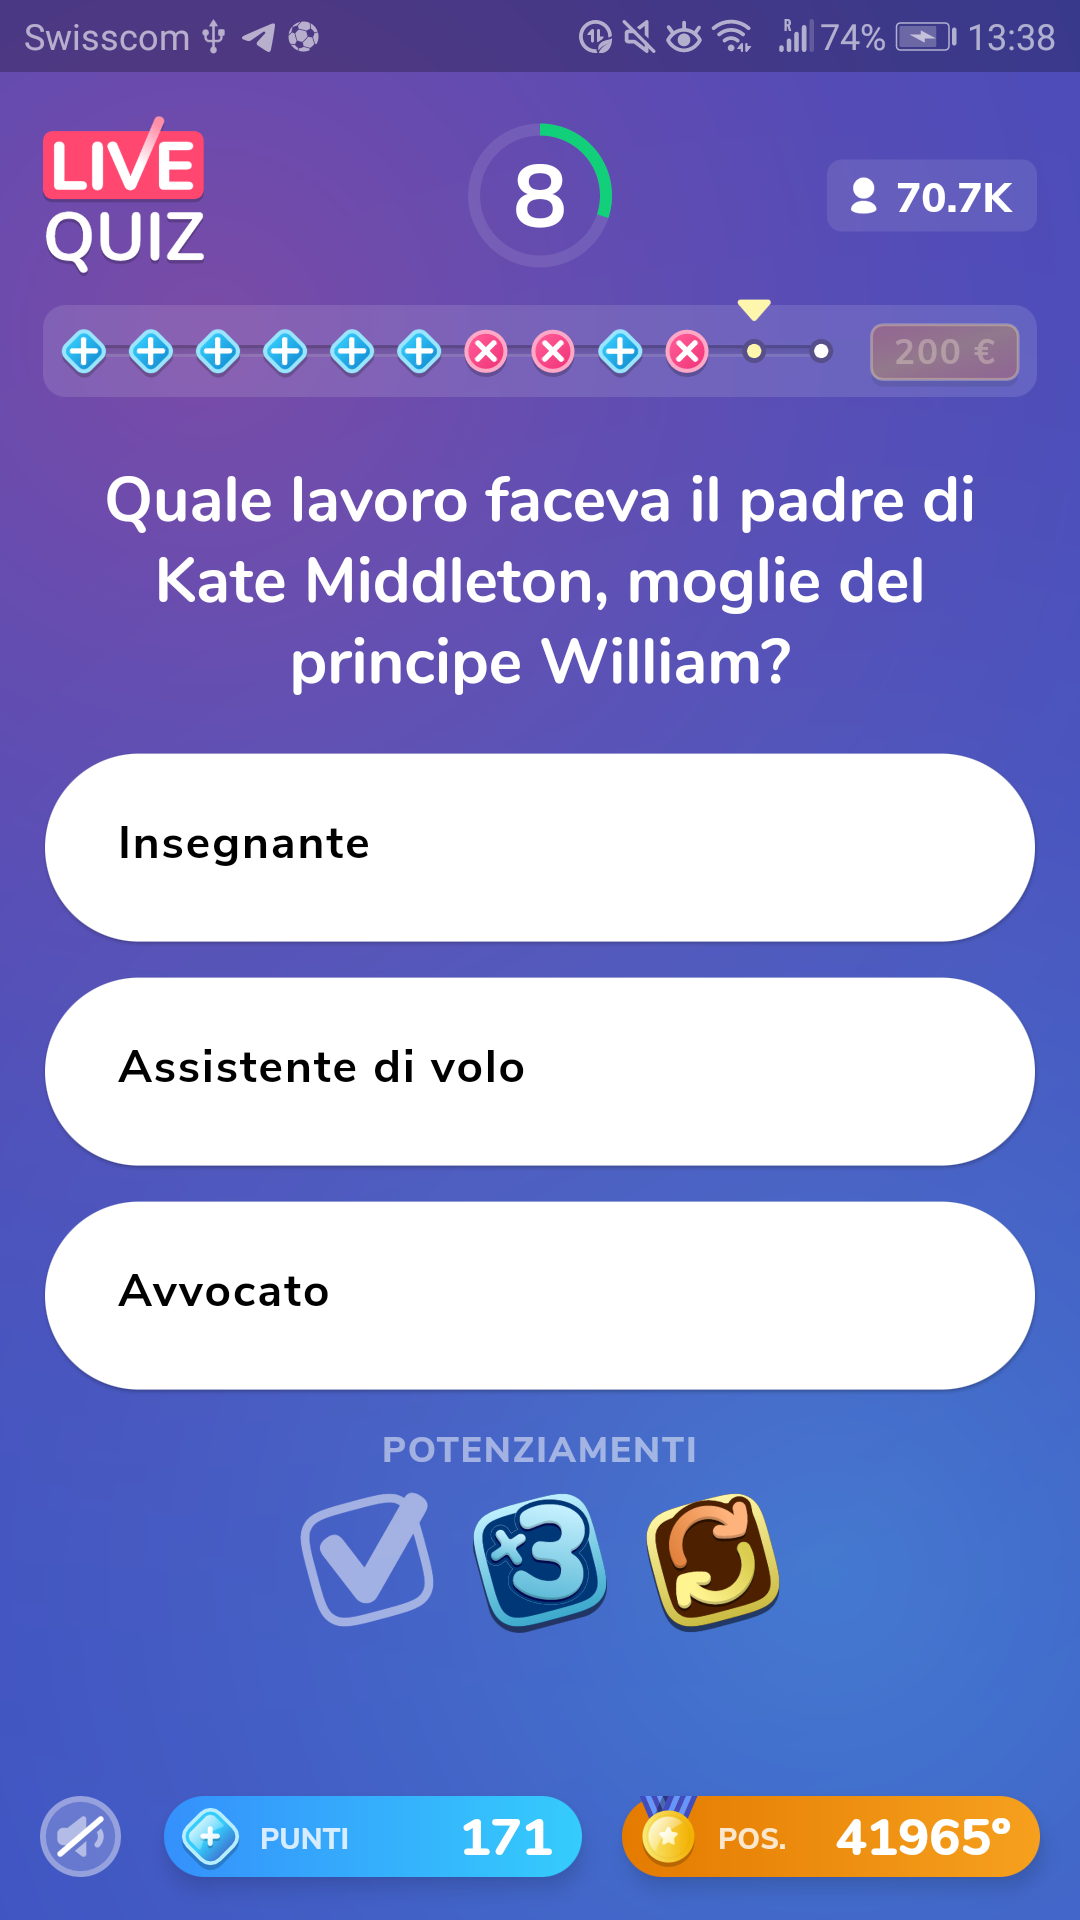 Swisscom 74% 13:38
LIVE
QUIZ
8
70.7K
200 €
Quale lavoro faceva il padre di
Kate Middleton, moglie del
principe William?
Insegnante
Assistente di volo
Avvocato
POTENZIAMENTI
×3
PUNTI 171
POS. 41965°